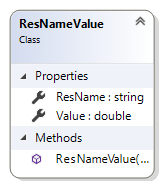 ResNameValue
Class
Properties
ResName : string
Value : double
Methods
ResNameValue(...